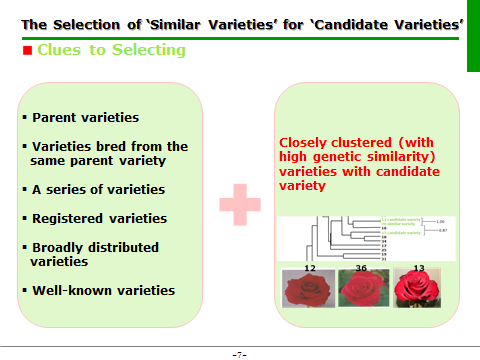 The Selection of ‘Similar Varieties’ for ‘Candidate Varieties’
■ Clues to Selecting
▪ Parent varieties
▪ Varieties bred from the
same parent variety
▪ A series of varieties
▪ Registered varieties
▪ Broadly distributed
varieties
▪ Well-known varieties
Closely clustered (with
high genetic similarity)
varieties with candidate
variety
12 36 13
-7-